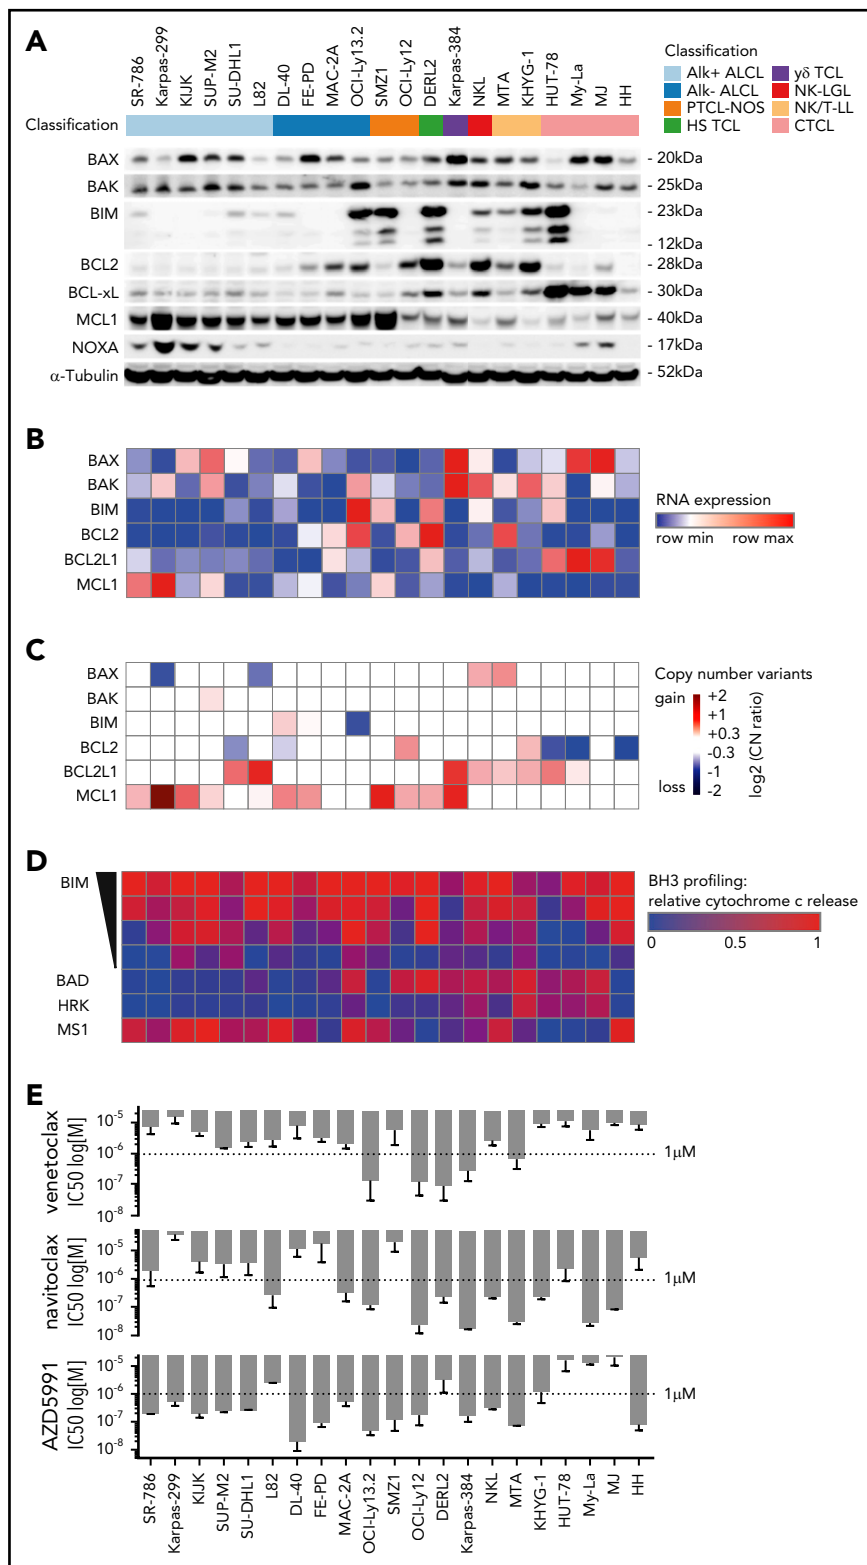 A
SR-786
Karpas-299
KIJK
SUP-M2
SU-DHL1
L82
DL-40
FE-PD
MAC-2A
OCI-Ly13.2
SMZ1
OCI-Ly12
DERL2
Karpas-384
NKL
MTA
KHYG-1
HUT-78
My-La
MJ
HH
Classification
Alk+ ALCL
γδ TCL
Alk- ALCL
NK-LGL
PTCL-NOS
NK/T-LL
HS TCL
CTCL
Classification
BAX
- 20kDa
BAK
- 25kDa
BIM
- 23kDa
- 12kDa
BCL2
- 28kDa
BCL-xL
- 30kDa
MCL1
- 40kDa
NOXA
- 17kDa
α-Tubulin
- 52kDa
B
BAX
BAK
BIM
BCL2
BCL2L1
MCL1
RNA expression
row min row max
C
BAX
BAK
BIM
BCL2
BCL2L1
MCL1
Copy number variants
gain
loss
+2
+1
+0.3
-0.3
-1
-2
log2 (CN ratio)
D
BIM
BAD
HRK
MS1
BH3 profiling:
relative cytochrome c release
0 0.5 1
E
venetoclax
IC50 log[M]
10-5
10-6
10-7
10-8
1μM
navitoclax
IC50 log[M]
10-5
10-6
10-7
10-8
1μM
AZD5991
IC50 log[M]
10-5
10-6
10-7
10-8
1μM
SR-786
Karpas-299
KIJK
SUP-M2
SU-DHL1
L82
DL-40
FE-PD
MAC-2A
OCI-Ly13.2
SMZ1
OCI-Ly12
DERL2
Karpas-384
NKL
MTA
KHYG-1
HUT-78
My-La
MJ
HH